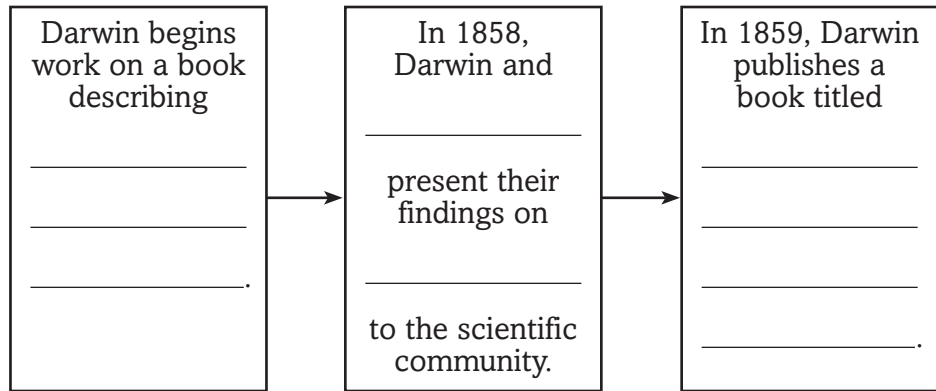 Darwin begins
work on a book
describing
.
In 1858,
Darwin and
present their
findings on
to the scientific
community.
In 1859, Darwin
publishes a
book titled
.